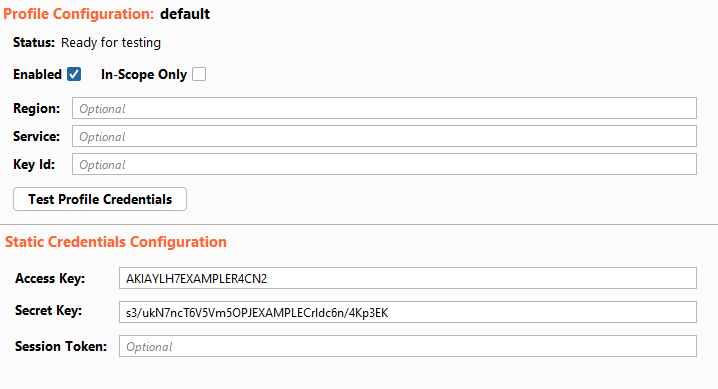 Profile Configuration: default
Status: Ready for testing
Enabled In-Scope Only
Region: Optional
Service: Optional
Key Id: Optional
Test Profile Credentials
Static Credentials Configuration
Access Key: AKIAYLH7EXAMPLER4CN2
Secret Key: s3/ukN7ncT6V5Vm5OPJEXAMPLECrIdc6n/4Kp3EK
Session Token: Optional